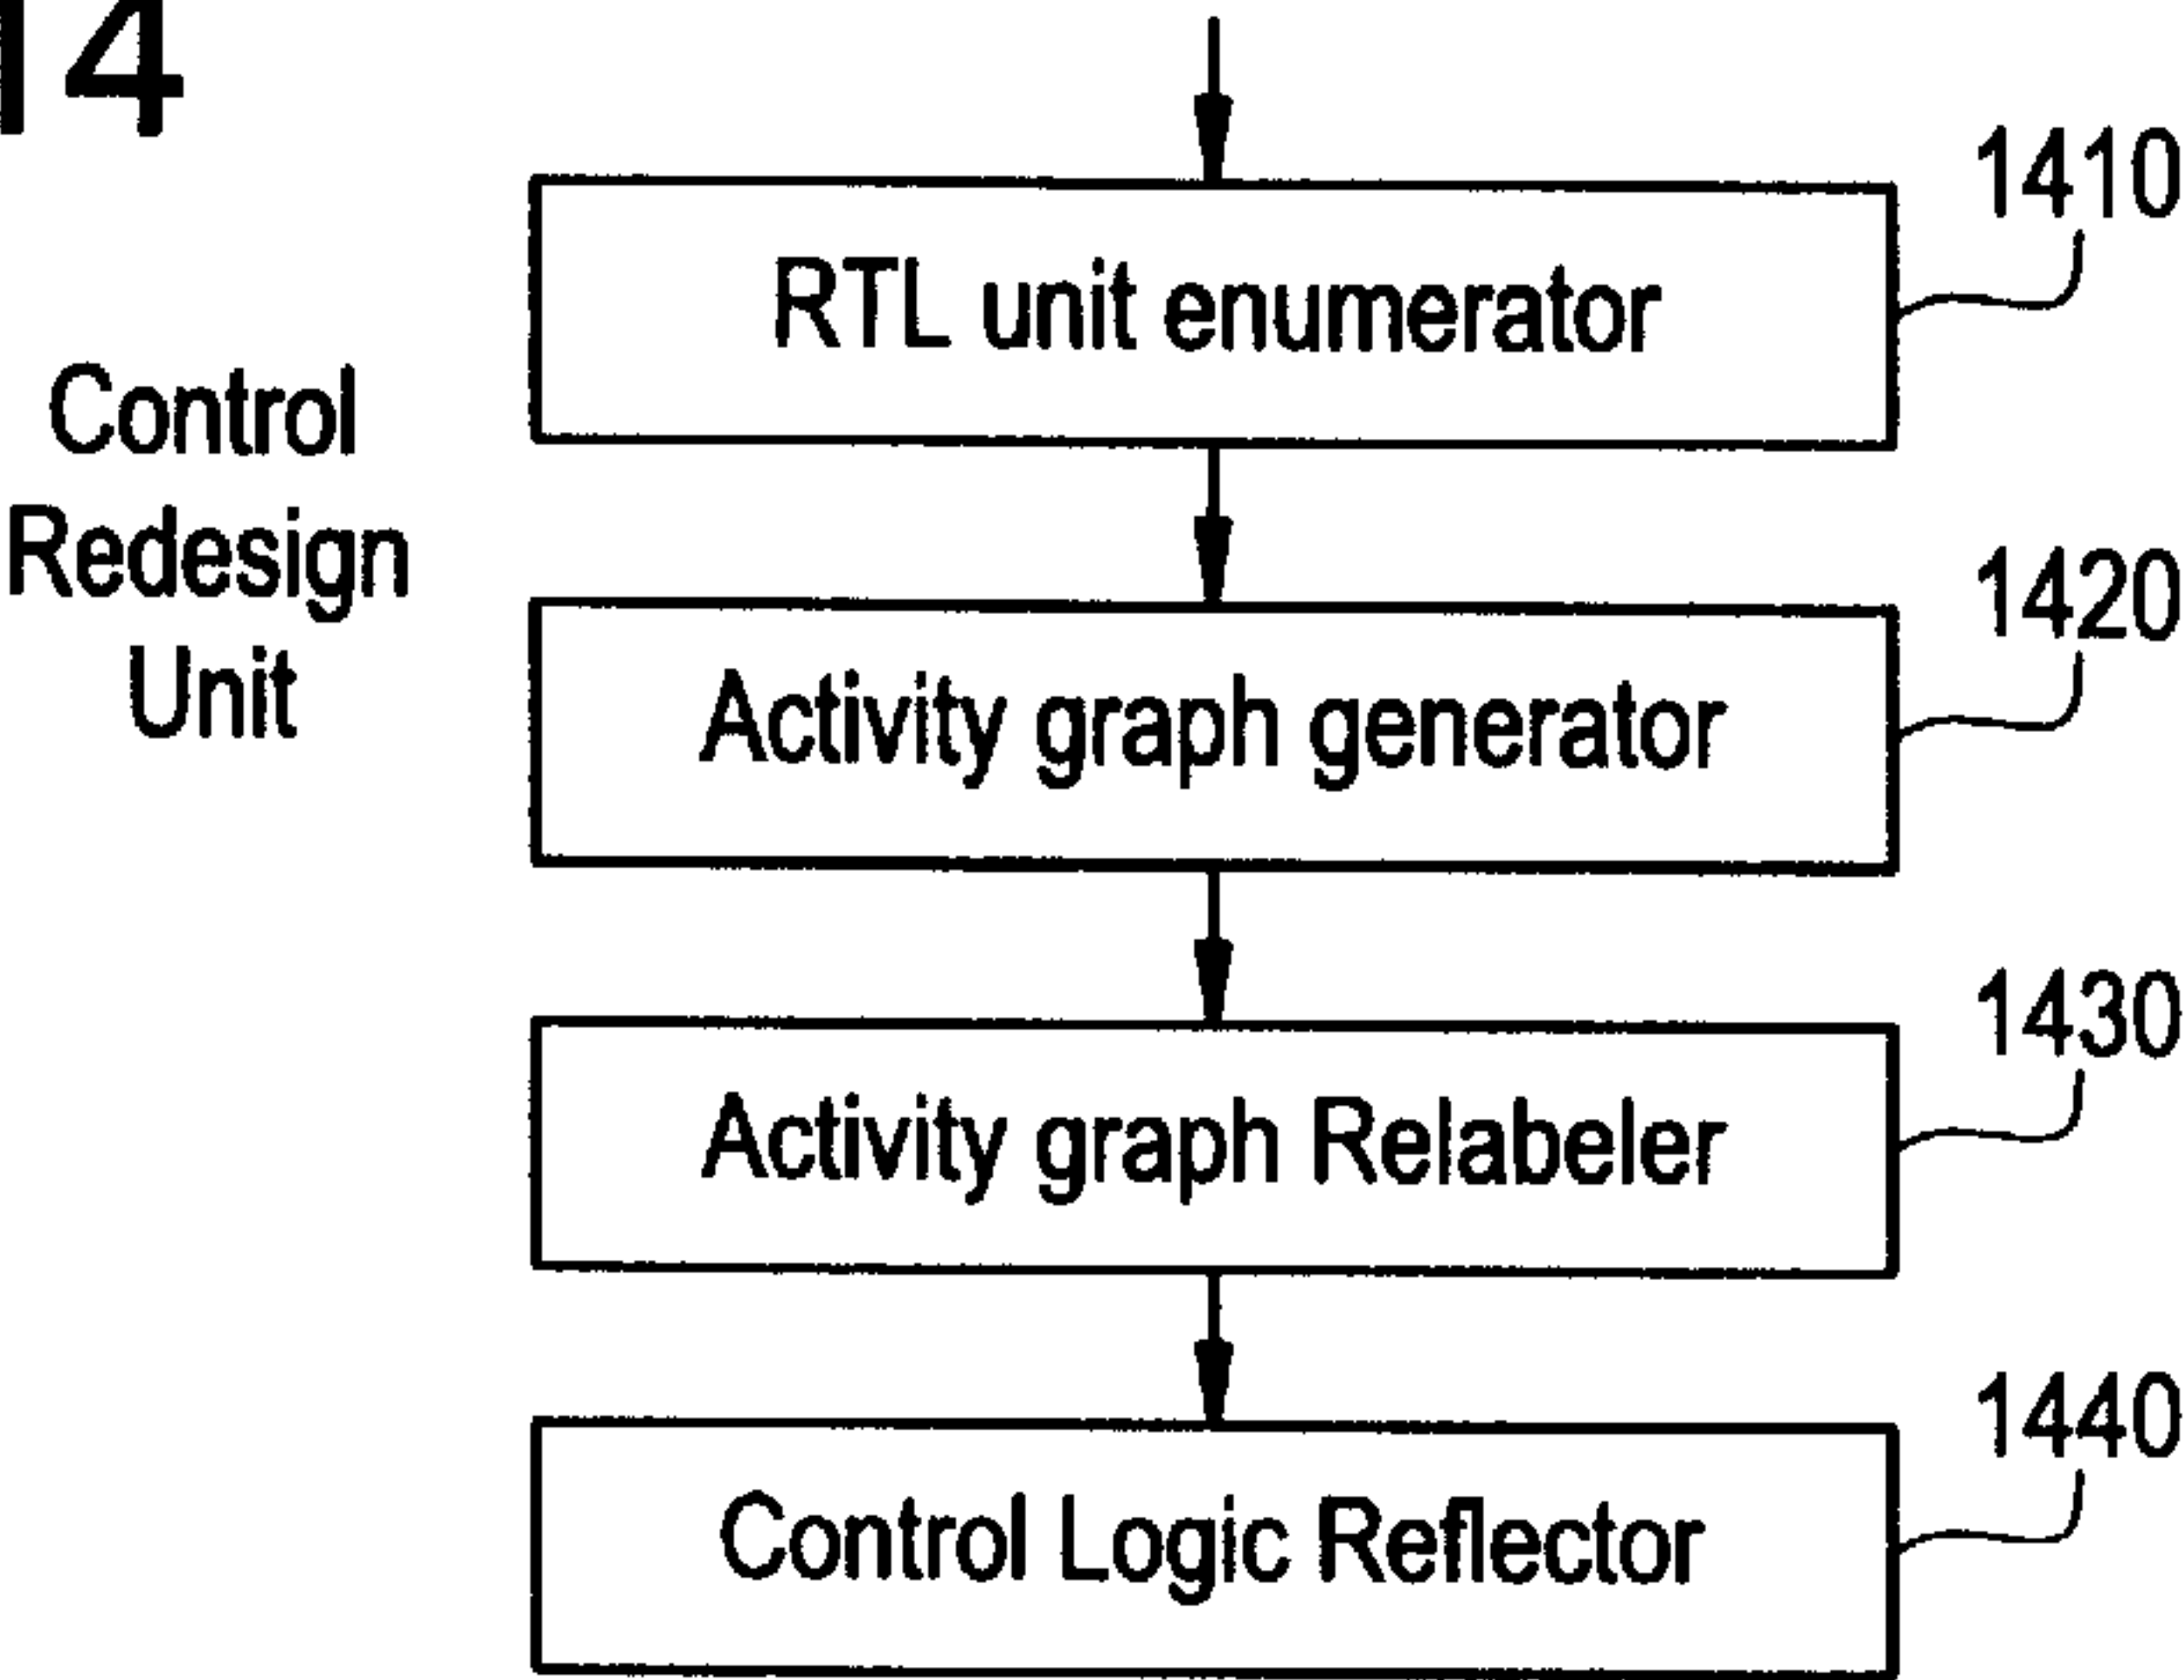 14
1410
RTL unit enumerator
Control
Redesign
Unit
1420
Activity graph generator
1430
Activity graph Relabeler
1440
Control Logic Reflector